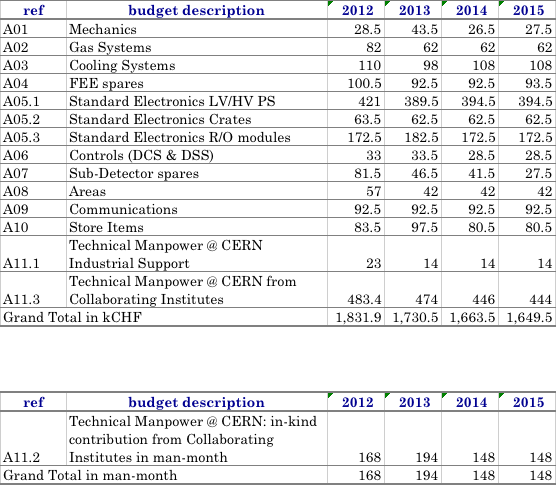 ref budget description 2012 2013 2014 2015
A01 Mechanics 28.5 43.5 26.5 27.5
A02 Gas Systems 82 62 62 62
A03 Cooling Systems 110 98 108 108
A04 FEE spares 100.5 92.5 92.5 93.5
A05.1 Standard Electronics LV/HV PS 421 389.5 394.5 394.5
A05.2 Standard Electronics Crates 63.5 62.5 62.5 62.5
A05.3 Standard Electronics R/O modules 172.5 182.5 172.5 172.5
A06 Controls (DCS & DSS) 33 33.5 28.5 28.5
A07 Sub-Detector spares 81.5 46.5 41.5 27.5
A08 Areas 57 42 42 42
A09 Communications 92.5 92.5 92.5 92.5
A10 Store Items 83.5 97.5 80.5 80.5
Technical Manpower @ CERN
A11.1 Industrial Support 23 14 14 14
Technical Manpower @ CERN from
A11.3 Collaborating Institutes 483.4 474 446 444
Grand Total in kCHF 1,831.9 1,730.5 1,663.5 1,649.5
ref budget description 2012 2013 2014 2015
Technical Manpower @ CERN: in-kind
contribution from Collaborating
A11.2 Institutes in man-month 168 194 148 148
Grand Total in man-month 168 194 148 148